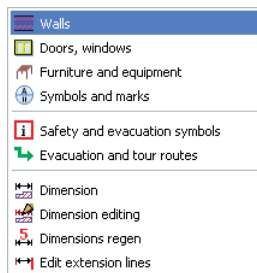 Walls
Doors, windows
Furniture and equipment
A
Symbols and marks
i
Safety and evacuation symbols
Evacuation and tour routes
Dimension
Dimension editing
5
Dimensions regen
Edit extension lines